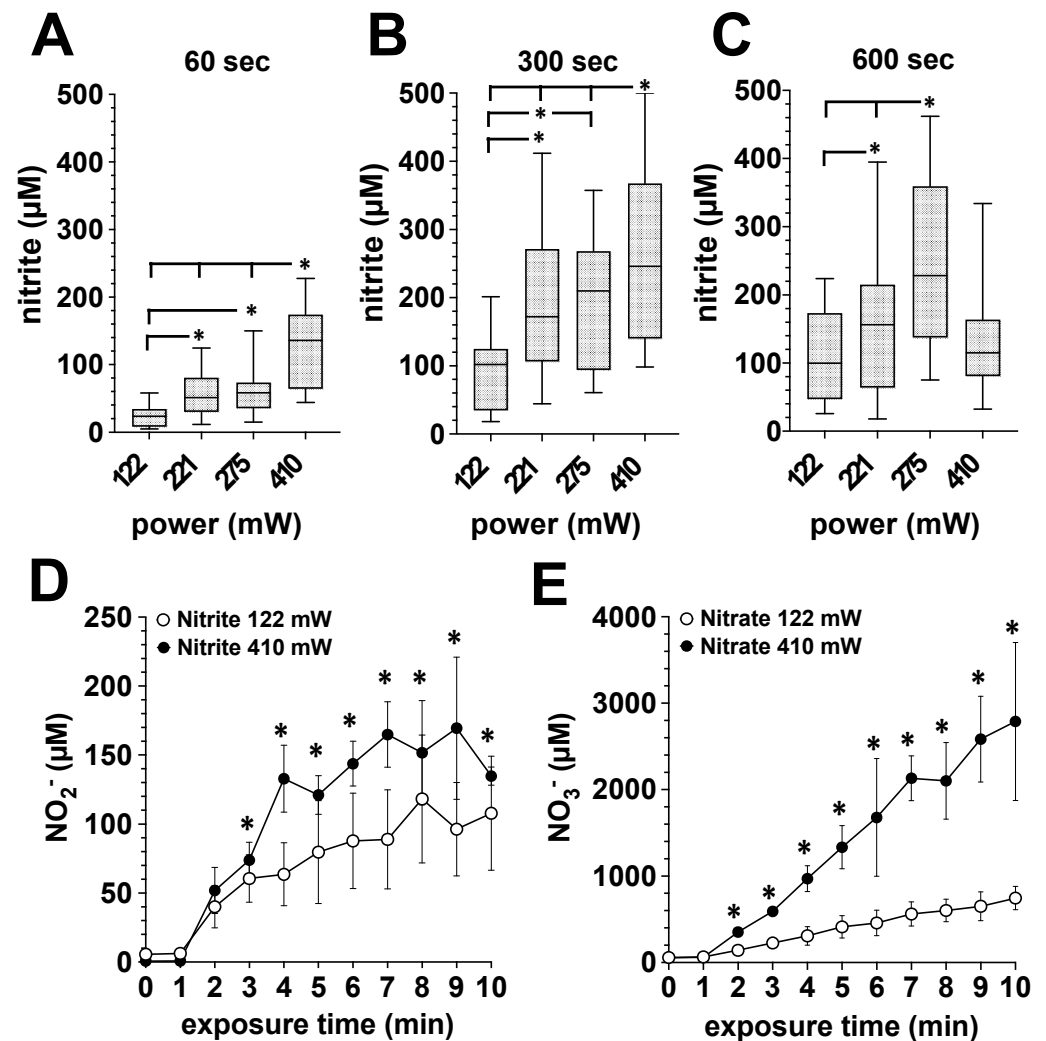 A
60 sec
500
400
300
200
100
0
nitrite (µM)
*
*
*
122
221
275
410
power (mW)
B
300 sec
500
400
300
200
100
0
nitrite (µM)
*
*
*
122
221
275
410
power (mW)
C
600 sec
500
400
300
200
100
0
nitrite (µM)
*
*
122
221
275
410
power (mW)
D
Nitrite 122 mW
Nitrite 410 mW
250
200
150
100
50
0
NO₂⁻ (µM)
* * * * * * * *
0 1 2 3 4 5 6 7 8 9 10
exposure time (min)
E
Nitrate 122 mW
Nitrate 410 mW
4000
3000
2000
1000
0
NO₃⁻ (µM)
* * * * * * * * *
0 1 2 3 4 5 6 7 8 9 10
exposure time (min)